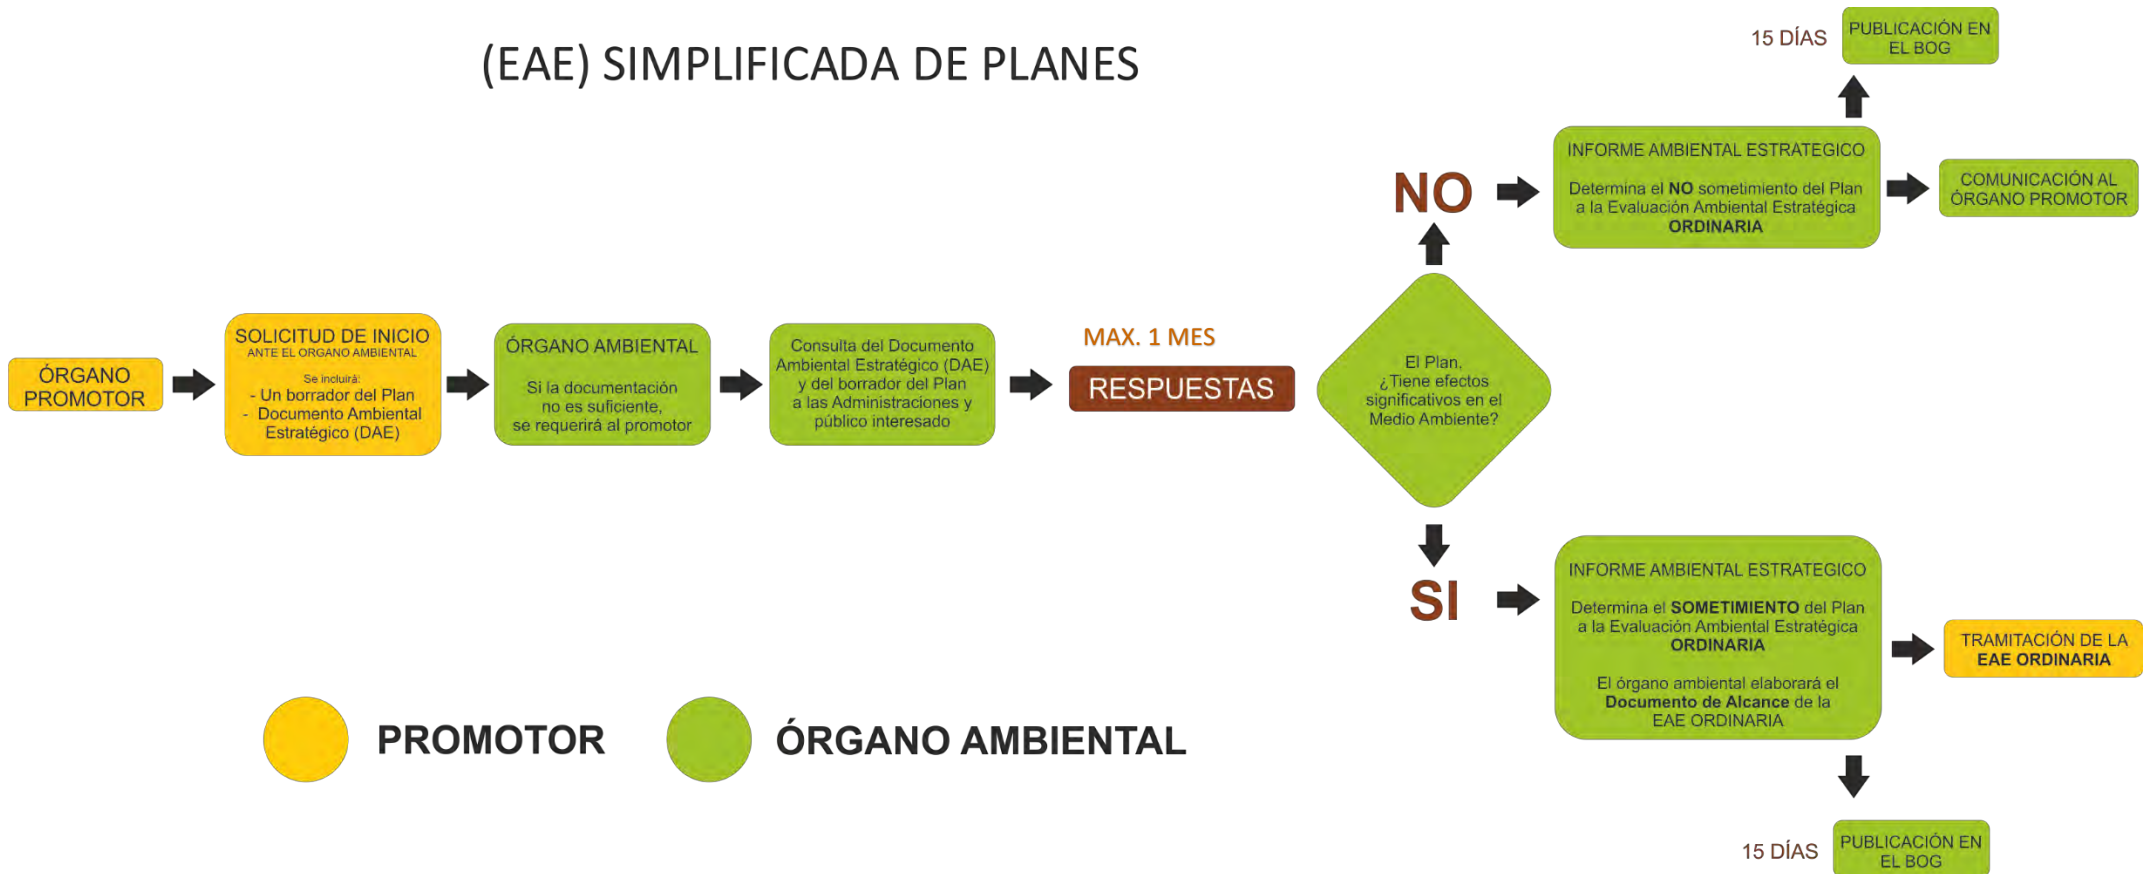 (EAE) SIMPLIFICADA DE PLANES
ÓRGANO
PROMOTOR
SOLICITUD DE INICIO
ANTE EL ORGANO AMBIENTAL
Se incluirá:
- Un borrador del Plan
- Documento Ambiental
Estratégico (DAE)
ÓRGANO AMBIENTAL
Si la documentación
no es suficiente,
se requerirá al promotor
Consulta del Documento
Ambiental Estratégico (DAE)
y del borrador del Plan
a las Administraciones y
público interesado
MAX. 1 MES
RESPUESTAS
El Plan,
¿Tiene efectos
significativos en el
Medio Ambiente?
NO
INFORME AMBIENTAL ESTRATEGICO
Determina el NO sometimiento del Plan
a la Evaluación Ambiental Estratégica
ORDINARIA
15 DÍAS
PUBLICACIÓN EN
EL BOG
COMUNICACIÓN AL
ÓRGANO PROMOTOR
SI
INFORME AMBIENTAL ESTRATEGICO
Determina el SOMETIMIENTO del Plan
a la Evaluación Ambiental Estratégica
ORDINARIA
El órgano ambiental elaborará el
Documento de Alcance de la
EAE ORDINARIA
TRAMITACIÓN DE LA
EAE ORDINARIA
15 DÍAS
PUBLICACIÓN EN
EL BOG
PROMOTOR
ÓRGANO AMBIENTAL